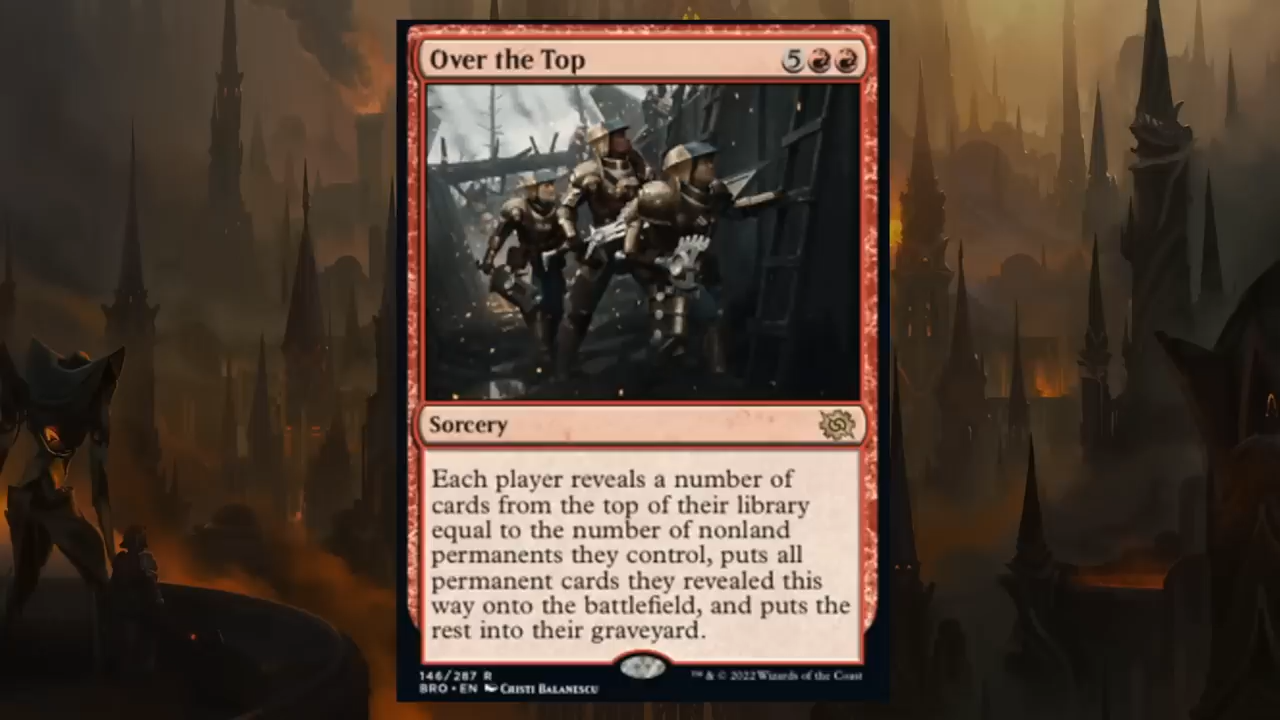 Over the Top 5
Sorcery
Each player reveals a number of
cards from the top of their library
equal to the number of nonland
permanents they control, puts all
permanent cards they revealed this
way onto the battlefield, and puts the
rest into their graveyard.
146/287 R
BRO • EN CRISTI BALANESCU
™ & © 2022 Wizards of the Coast